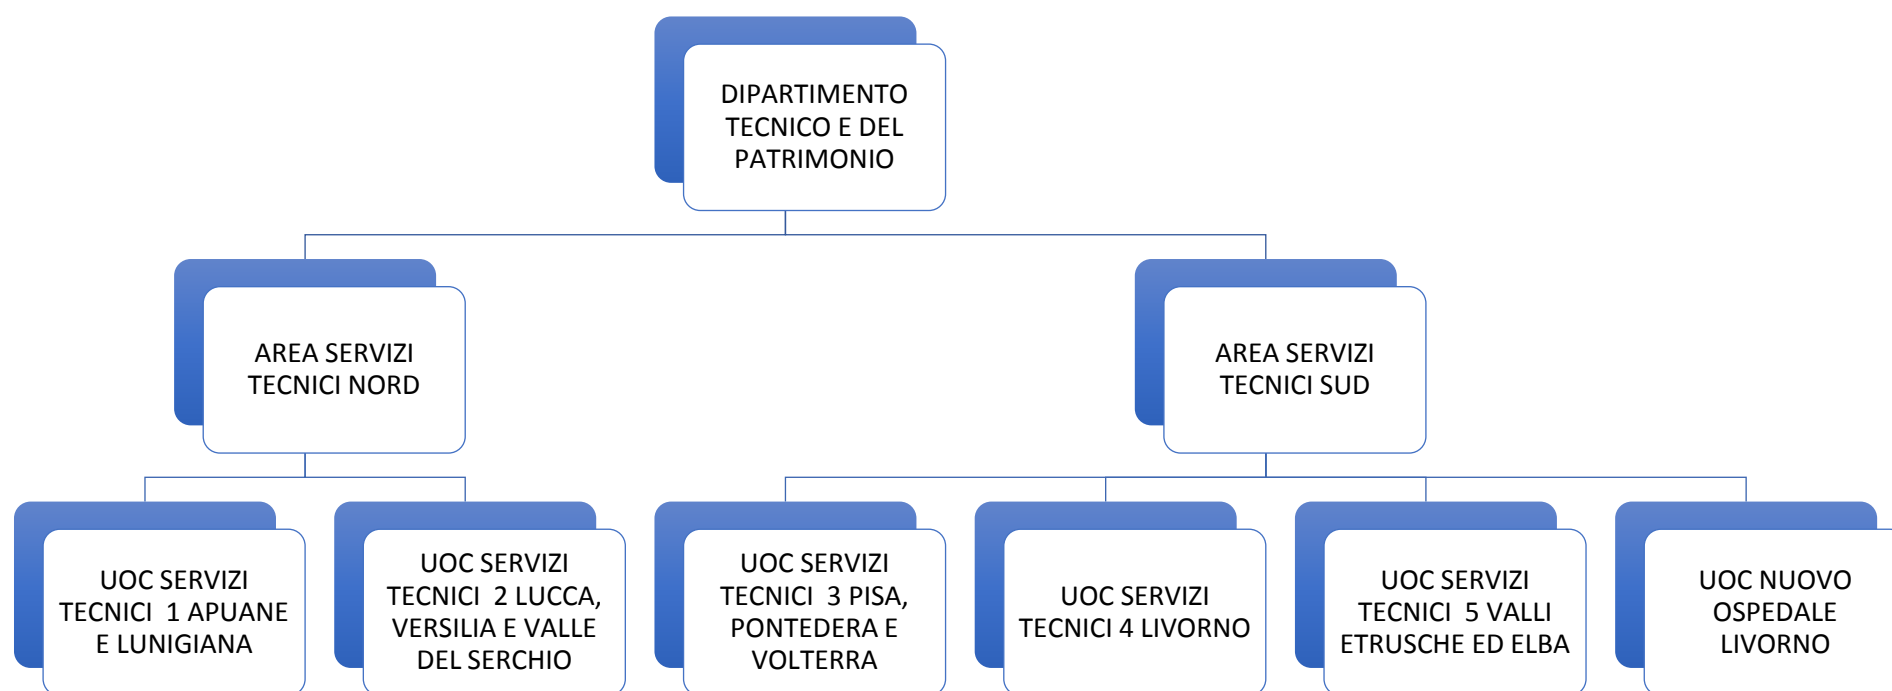 DIPARTIMENTO
TECNICO E DEL
PATRIMONIO
AREA SERVIZI
TECNICI NORD
AREA SERVIZI
TECNICI SUD
UOC SERVIZI
TECNICI  1 APUANE
E LUNIGIANA
UOC SERVIZI
TECNICI  2 LUCCA,
VERSILIA E VALLE
DEL SERCHIO
UOC SERVIZI
TECNICI  3 PISA,
PONTEDERA E
VOLTERRA
UOC SERVIZI
TECNICI 4 LIVORNO
UOC SERVIZI
TECNICI  5 VALLI
ETRUSCHE ED ELBA
UOC NUOVO
OSPEDALE
LIVORNO